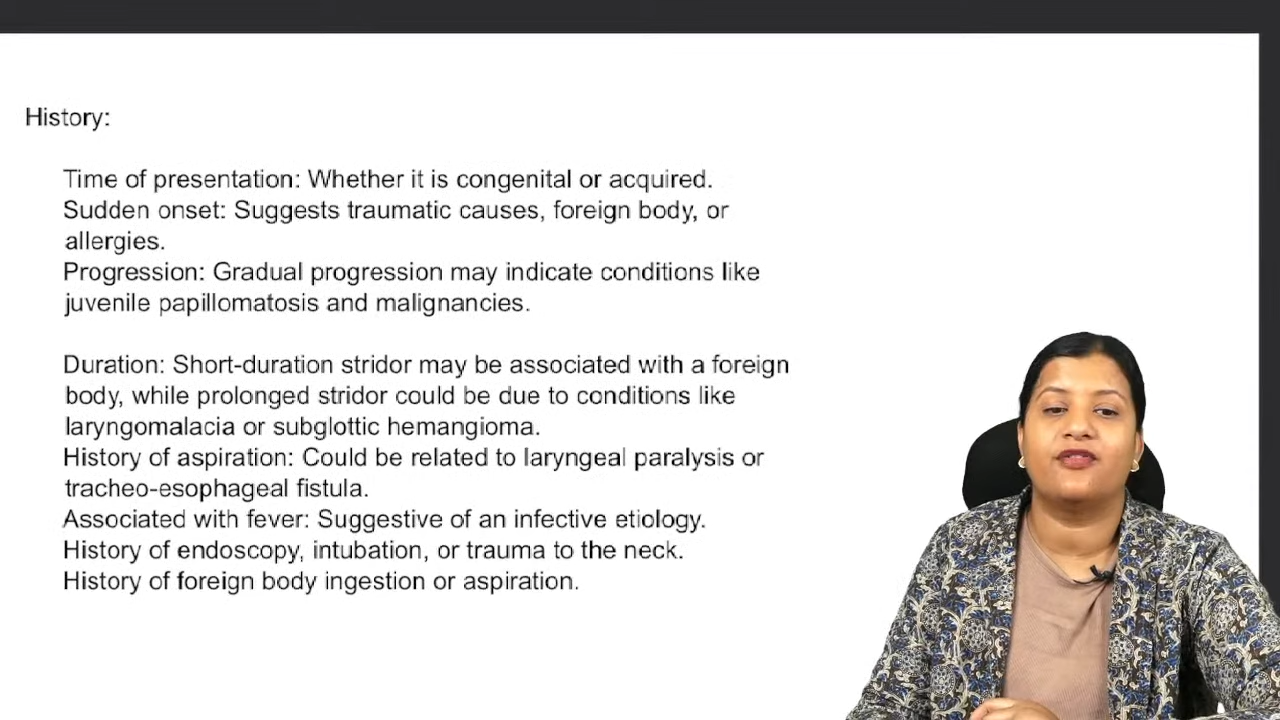 History:
Time of presentation: Whether it is congenital or acquired.
Sudden onset: Suggests traumatic causes, foreign body, or
allergies.
Progression: Gradual progression may indicate conditions like
juvenile papillomatosis and malignancies.
Duration: Short-duration stridor may be associated with a foreign
body, while prolonged stridor could be due to conditions like
laryngomalacia or subglottic hemangioma.
History of aspiration: Could be related to laryngeal paralysis or
tracheo-esophageal fistula.
Associated with fever: Suggestive of an infective etiology.
History of endoscopy, intubation, or trauma to the neck.
History of foreign body ingestion or aspiration.